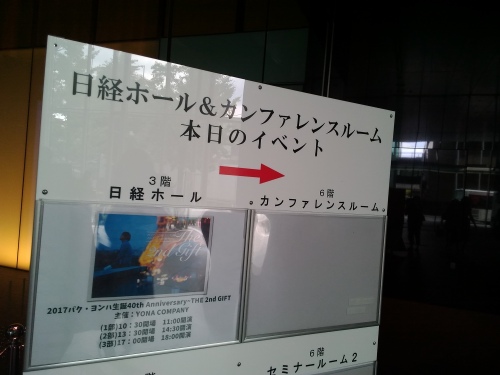 日経ホール&カンファレンスルーム
本日のイベント
3階
日経ホール
6階
カンファレンスルーム
2017パク・ヨンハ生誕40th Anniversary~THE 2nd GIFT
主催：YONA COMPANY
(1部)10：30開場 11:00開演
(2部)13：30開場 14:30開演
(3部)17：00開場 18:00開演
階
6階
セミナールーム2